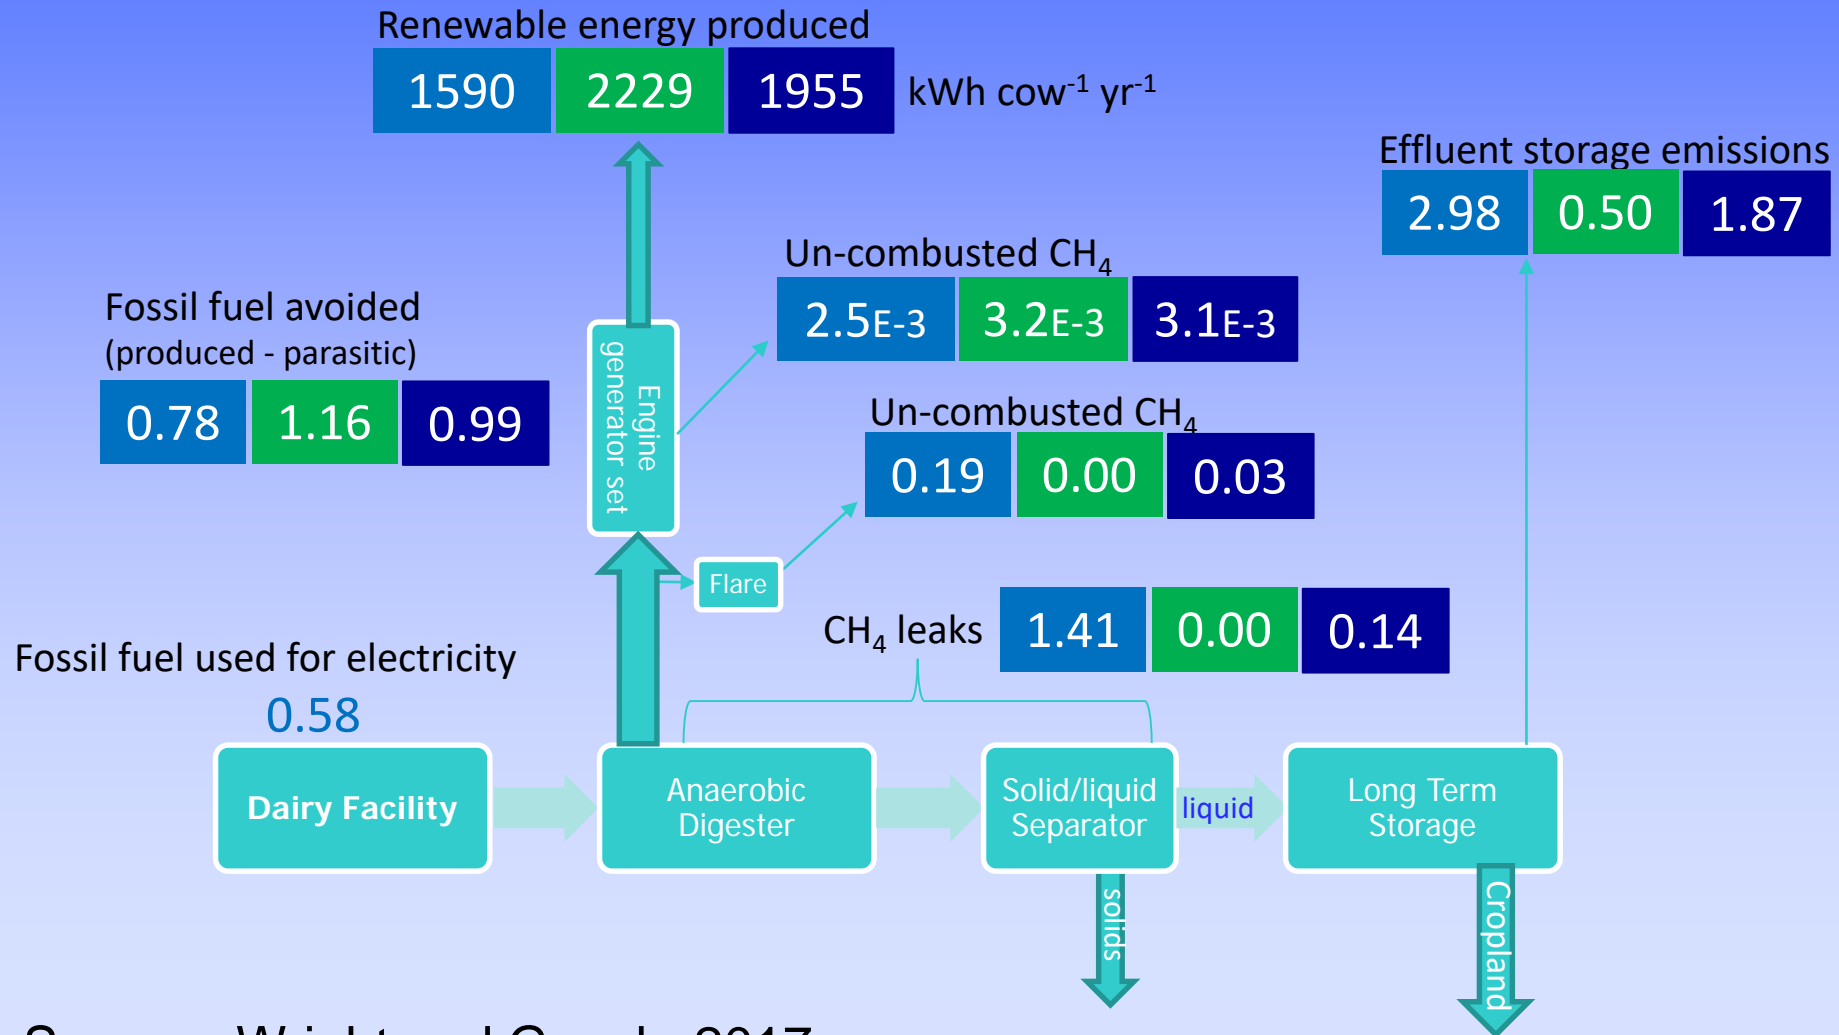 Renewable energy produced
1590 2229 1955 kWh cow⁻¹ yr⁻¹
Effluent storage emissions
2.98 0.50 1.87
Un-combusted CH₄
2.5E-3 3.2E-3 3.1E-3
Fossil fuel avoided
(produced - parasitic)
0.78 1.16 0.99
Engine
generator set
Un-combusted CH₄
0.19 0.00 0.03
Flare
CH₄ leaks 1.41 0.00 0.14
Fossil fuel used for electricity
0.58
Dairy Facility
Anaerobic
Digester
Solid/liquid
Separator
liquid
Long Term
Storage
solids
Cropland